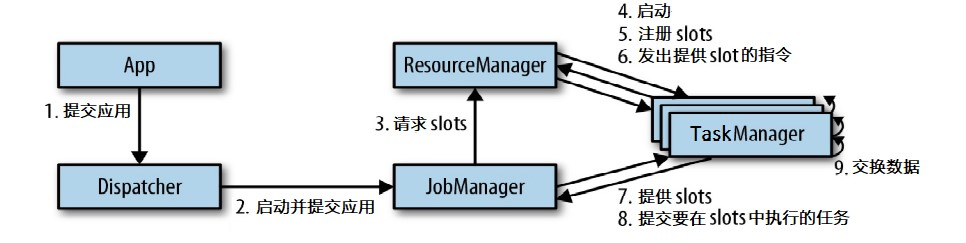 App
1. 提交应用
Dispatcher
2. 启动并提交应用
JobManager
3. 请求 slots
ResourceManager
4. 启动
5. 注册 slots
6. 发出提供 slot 的指令
TaskManager
7. 提供 slots
8. 提交要在 slots 中执行的任务
9. 交换数据